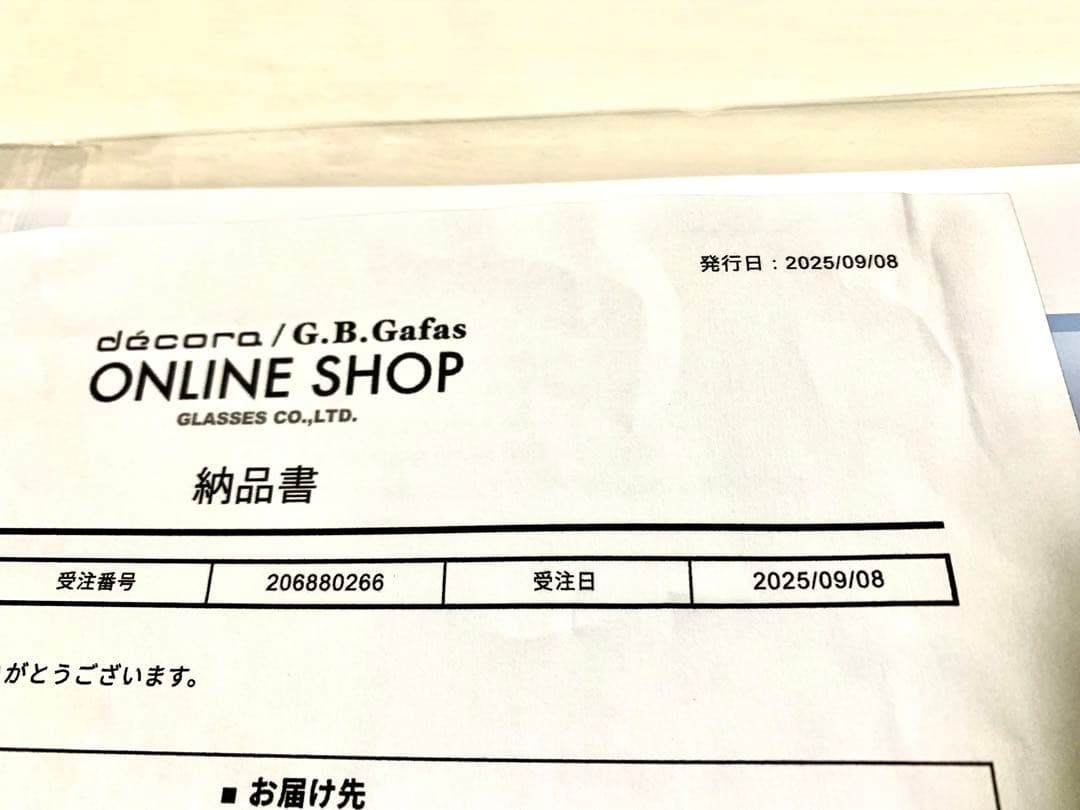 発行日：2025/09/08
décora / G.B.Gafas
ONLINE SHOP
GLASSES CO.,LTD.
納品書
受注番号 206880266 受注日 2025/09/08
がとうございます。
■ お届け先